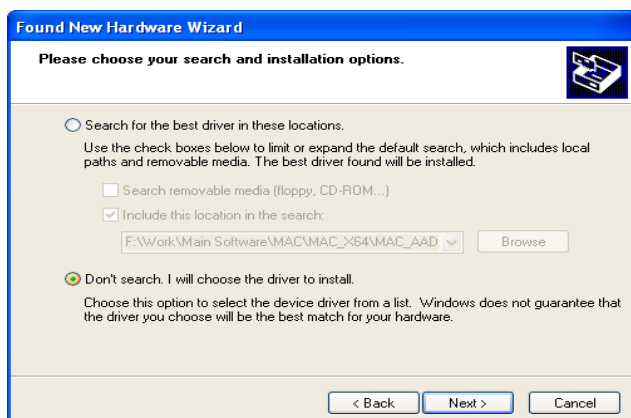 Found New Hardware Wizard
Please choose your search and installation options.
Search for the best driver in these locations.
Use the check boxes below to limit or expand the default search, which includes local
paths and removable media. The best driver found will be installed.
Search removable media (floppy, CD-ROM...)
Include this location in the search:
F:\Work\Main Software\MAC\MAC_X64\MAC_AAD
Browse
Don't search. I will choose the driver to install.
Choose this option to select the device driver from a list. Windows does not guarantee that
the driver you choose will be the best match for your hardware.
< Back Next > Cancel